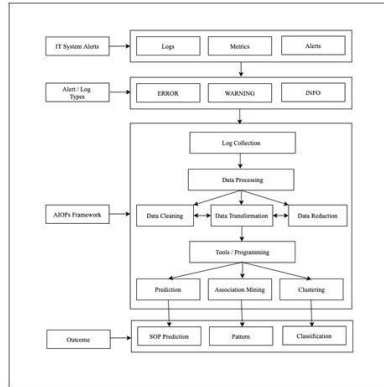 IT System Alerts
Logs
Metrics
Alerts
Alert / Log
Types
ERROR
WARNING
INFO
AIOPs Framework
Log Collection
Data Processing
Data Cleaning
Data Transformation
Data Reduction
Tools / Programming
Prediction
Association Mining
Clustering
Outcome
SOP Prediction
Pattern
Classification